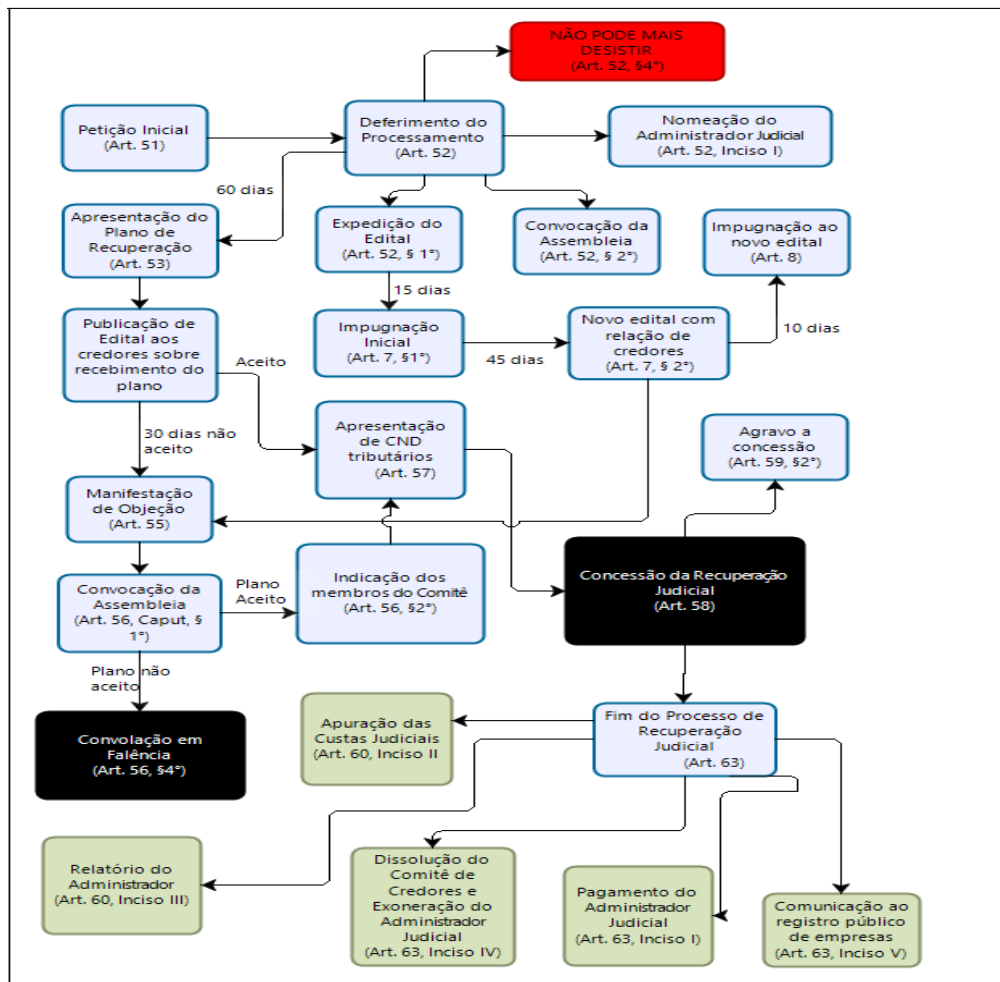 NÃO PODE MAIS
DESISTIR
(Art. 52, §4°)
Petição Inicial
(Art. 51)
Deferimento do
Processamento
(Art. 52)
Nomeação do
Administrador Judicial
(Art. 52, Inciso I)
60 dias
Apresentação do
Plano de
Recuperação
(Art. 53)
Expedição do
Edital
(Art. 52, § 1°)
Convocação da
Assembleia
(Art. 52, § 2°)
Impugnação ao
novo edital
(Art. 8)
15 dias
Publicação de
Edital aos
credores sobre
recebimento do
plano
Aceito
Impugnação
Inicial
(Art. 7, §1°)
45 dias
Novo edital com
relação de
credores
(Art. 7, § 2°)
10 dias
30 dias não
aceito
Apresentação
de CND
tributários
(Art. 57)
Agravo a
concessão
(Art. 59, §2°)
Manifestação
de Objeção
(Art. 55)
Convocação da
Assembleia
(Art. 56, Caput, §
1°)
Plano
Aceito
Indicação dos
membros do Comitê
(Art. 56, §2°)
Concessão da Recuperação
Judicial
(Art. 58)
Plano não
aceito
Convolação em
Falência
(Art. 56, §4°)
Apuração das
Custas Judiciais
(Art. 60, Inciso II
Fim do Processo de
Recuperação
Judicial
(Art. 63)
Relatório do
Administrador
(Art. 60, Inciso III)
Dissolução do
Comitê de
Credores e
Exoneração do
Administrador
Judicial
(Art. 63, Inciso IV)
Pagamento do
Administrador
Judicial
(Art. 63, Inciso I)
Comunicação ao
registro público
de empresas
(Art. 63, Inciso V)